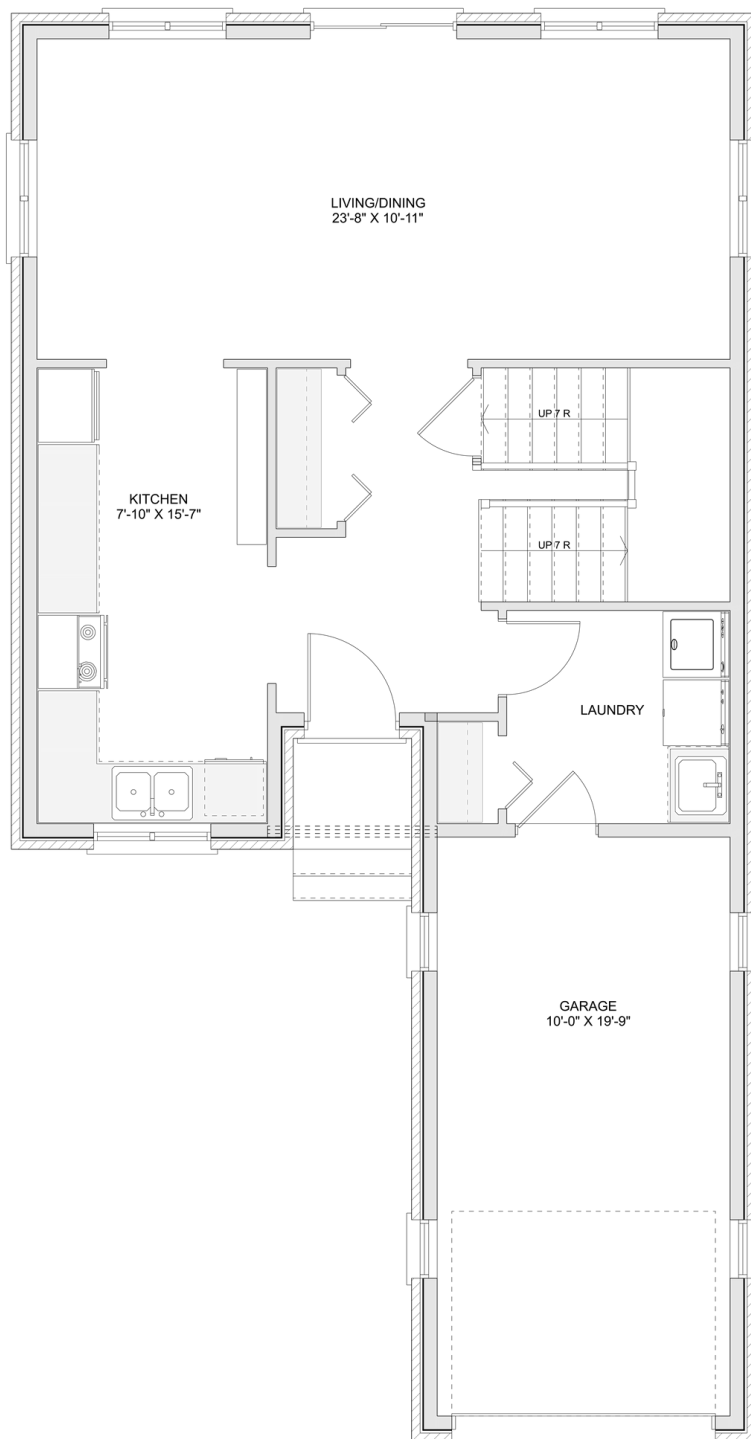 LIVING/DINING
23'-8" X 10'-11"
UP 7 R
KITCHEN
7'-10" X 15'-7"
UP 7 R
LAUNDRY
GARAGE
10'-0" X 19'-9"